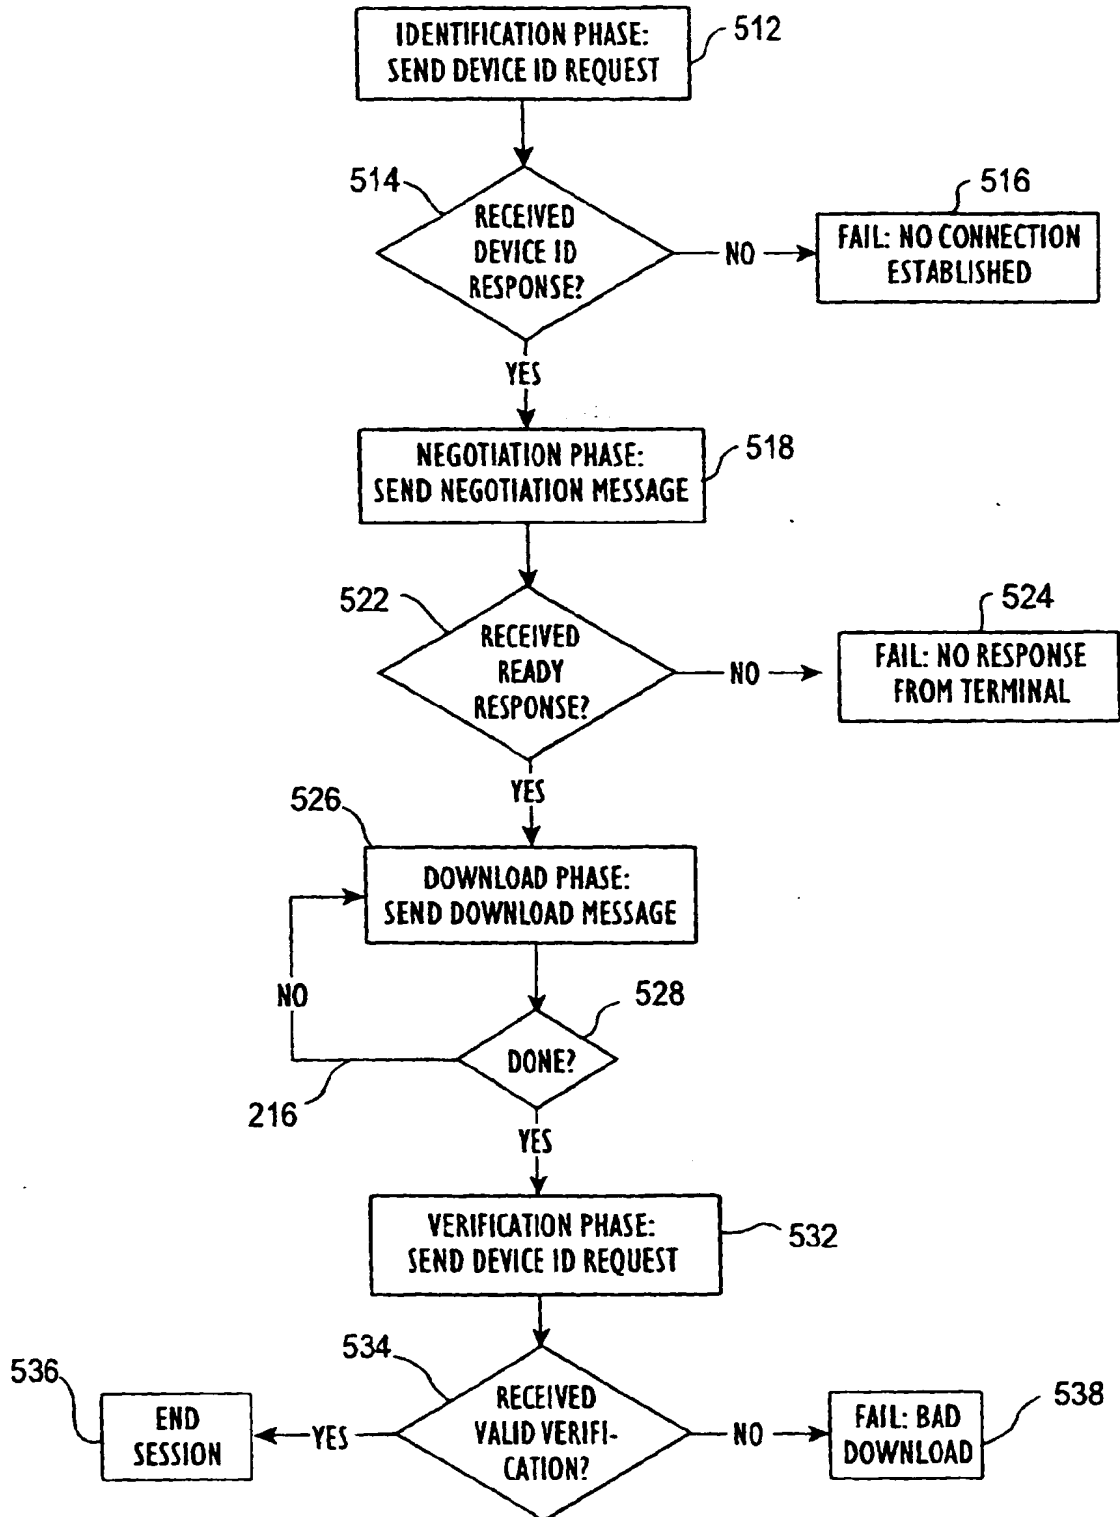 IDENTIFICATION PHASE:
SEND DEVICE ID REQUEST
512
514
RECEIVED
DEVICE ID
RESPONSE?
NO
516
FAIL: NO CONNECTION
ESTABLISHED
YES
NEGOTIATION PHASE:
SEND NEGOTIATION MESSAGE
518
522
RECEIVED
READY
RESPONSE?
NO
524
FAIL: NO RESPONSE
FROM TERMINAL
YES
526
DOWNLOAD PHASE:
SEND DOWNLOAD MESSAGE
NO
528
DONE?
216
YES
VERIFICATION PHASE:
SEND DEVICE ID REQUEST
532
534
RECEIVED
VALID VERIFI-
CATION?
536
END
SESSION
YES
NO
FAIL: BAD
DOWNLOAD
538